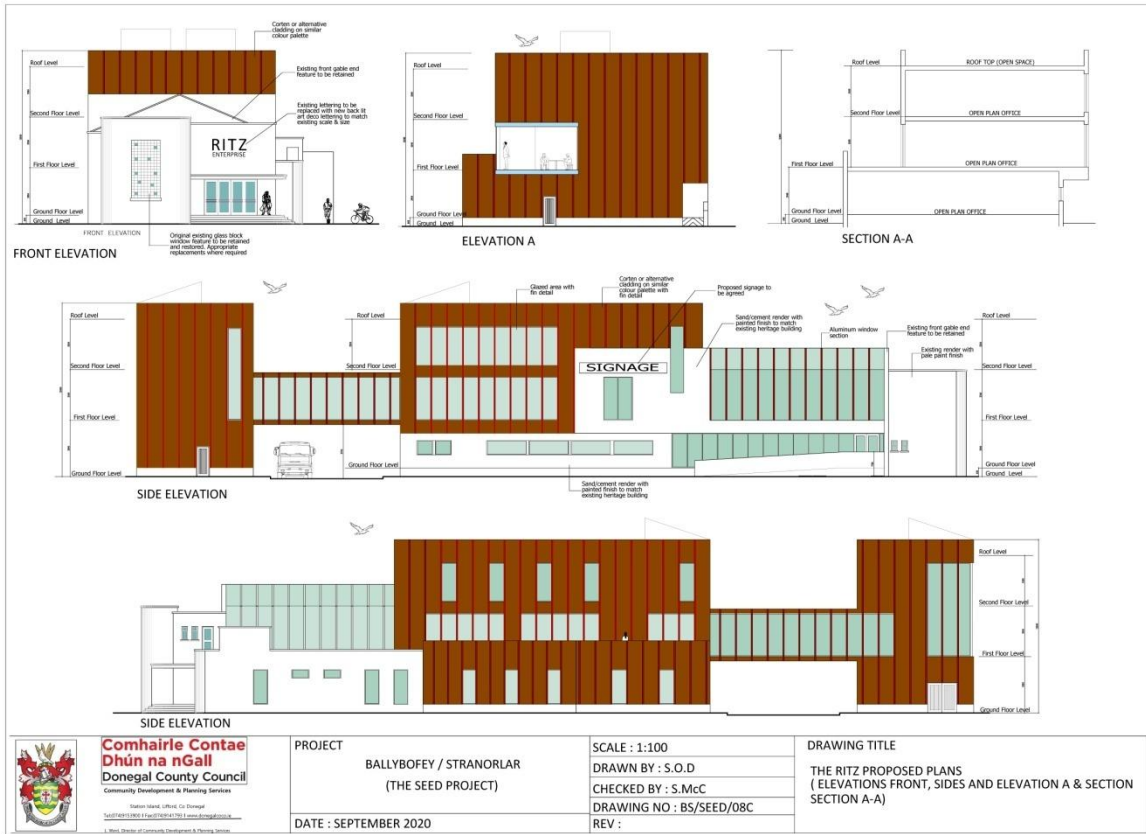 Corten or alternative
cladding on similar
colour palette
Roof Level
Existing front gable end
feature to be retained
Second Floor Level
Existing lettering to be
replaced with new back lit
art deco lettering to match
existing scale & size
RITZ
ENTERPRISE
First Floor Level
Ground Floor Level
Ground Level
FRONT ELEVATION
Original existing glass block
window feature to be retained
and restored. Appropriate
replacements where required
FRONT ELEVATION
Roof Level
Second Floor Level
First Floor Level
Ground Floor Level
Ground Level
ELEVATION A
Roof Level
ROOF TOP (OPEN SPACE)
Second Floor Level
OPEN PLAN OFFICE
First Floor Level
OPEN PLAN OFFICE
Ground Floor Level
OPEN PLAN OFFICE
Ground Level
SECTION A-A
Glazed area with
fin detail
Corten or alternative
cladding on similar
colour palette with
fin detail
Proposed signage to
be agreed
Sand/cement render with
painted finish to match
existing heritage building
Aluminum window
section
Existing front gable end
feature to be retained
Existing render with
pale paint finish
Roof Level
Second Floor Level
First Floor Level
Ground Floor Level
Roof Level
Second Floor Level
First Floor Level
Ground Floor Level
SIGNAGE
Roof Level
Second Floor Level
First Floor Level
Ground Floor Level
Ground Level
SIDE ELEVATION
Sand/cement render with
painted finish to match
existing heritage building
Roof Level
Second Floor Level
First Floor Level
Ground Floor Level
SIDE ELEVATION
Comhairle Contae
Dhún na nGall
Donegal County Council
Community Development & Planning Services
PROJECT
BALLYBOFEY / STRANORLAR
(THE SEED PROJECT)
DATE : SEPTEMBER 2020
SCALE : 1:100
DRAWN BY : S.O.D
CHECKED BY : S.McC
DRAWING NO : BS/SEED/08C
REV :
DRAWING TITLE
THE RITZ PROPOSED PLANS
( ELEVATIONS FRONT, SIDES AND ELEVATION A & SECTION
SECTION A-A)